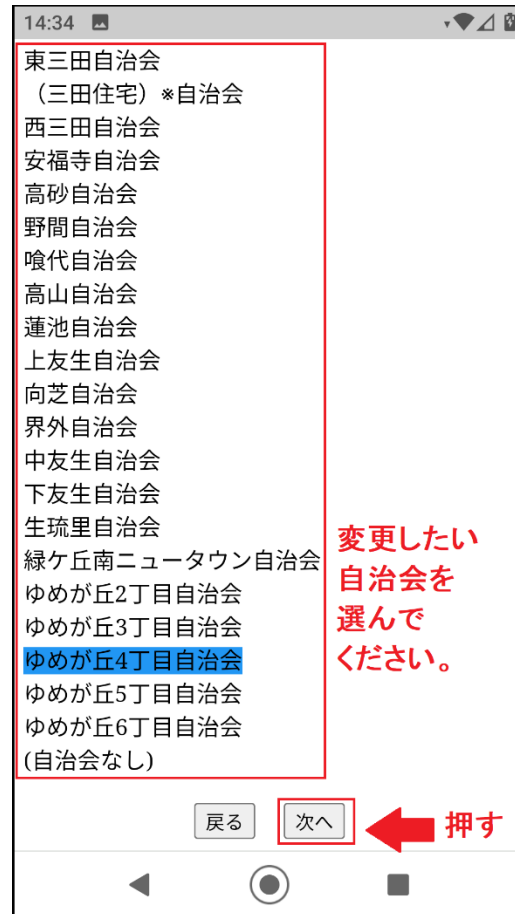 14:34
東三田自治会
（三田住宅）※自治会
西三田自治会
安福寺自治会
高砂自治会
野間自治会
喰代自治会
高山自治会
蓮池自治会
上友生自治会
向芝自治会
界外自治会
中友生自治会
下友生自治会
生琉里自治会
緑ケ丘南ニュータウン自治会
ゆめが丘2丁目自治会
ゆめが丘3丁目自治会
ゆめが丘4丁目自治会
ゆめが丘5丁目自治会
ゆめが丘6丁目自治会
(自治会なし)
変更したい
自治会を
選んで
ください。
戻る
次へ
押す